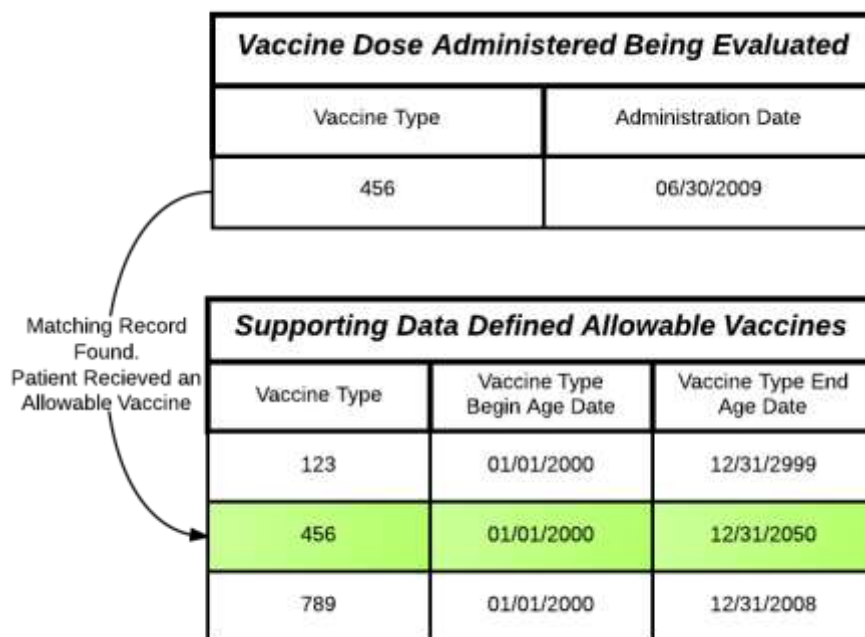 Vaccine Dose Administered Being Evaluated
Vaccine Type
Administration Date
456
06/30/2009
Matching Record
Found.
Patient Recieved an
Allowable Vaccine
Supporting Data Defined Allowable Vaccines
Vaccine Type
Vaccine Type
Begin Age Date
Vaccine Type End
Age Date
123
01/01/2000
12/31/2999
456
01/01/2000
12/31/2050
789
01/01/2000
12/31/2008